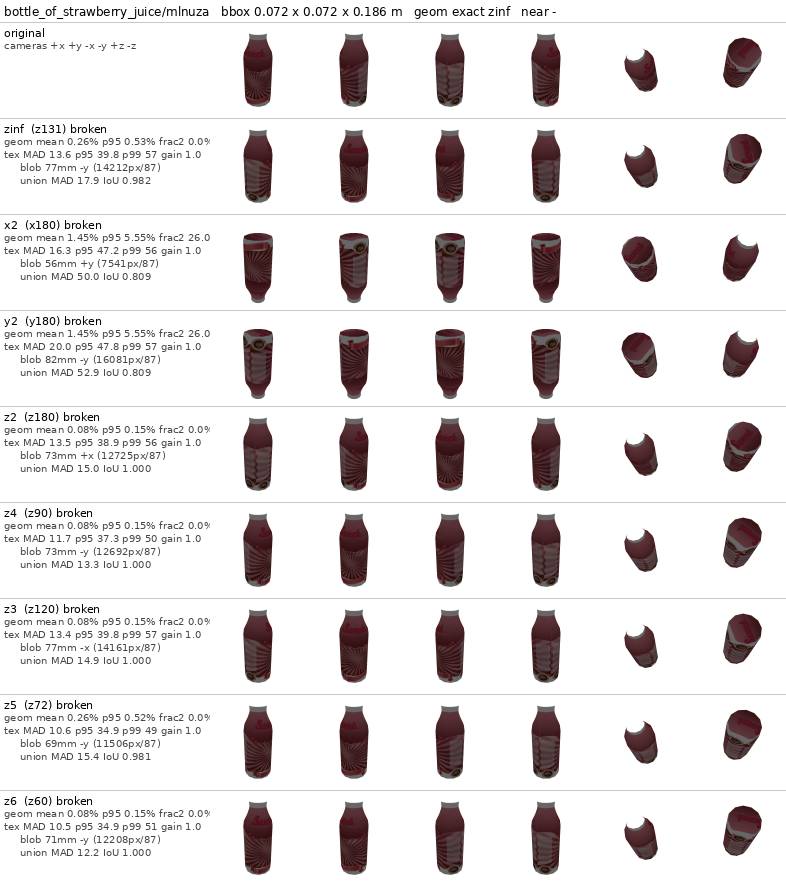 bottle_of_strawberry_juice/mlnuza bbox 0.072 x 0.072 x 0.186 m geom exact zinf near -
original
cameras +x +y -x -y +z -z
zinf (z131) broken
geom mean 0.26% p95 0.53% frac2 0.0%
tex MAD 13.6 p95 39.8 p99 57 gain 1.0
blob 77mm -y (14212px/87)
union MAD 17.9 IoU 0.982
x2 (x180) broken
geom mean 1.45% p95 5.55% frac2 26.0
tex MAD 16.3 p95 47.2 p99 56 gain 1.0
blob 56mm +y (7541px/87)
union MAD 50.0 IoU 0.809
y2 (y180) broken
geom mean 1.45% p95 5.55% frac2 26.0
tex MAD 20.0 p95 47.8 p99 58 gain 1.0
blob 82mm -y (16081px/87)
union MAD 52.9 IoU 0.809
z2 (z180) broken
geom mean 0.08% p95 0.15% frac2 0.0%
tex MAD 13.5 p95 38.9 p99 56 gain 1.0
blob 73mm +x (12725px/87)
union MAD 15.0 IoU 1.000
z4 (z90) broken
geom mean 0.08% p95 0.15% frac2 0.0%
tex MAD 11.7 p95 37.3 p99 50 gain 1.0
blob 73mm -y (12692px/87)
union MAD 13.3 IoU 1.000
z3 (z120) broken
geom mean 0.08% p95 0.15% frac2 0.0%
tex MAD 13.4 p95 39.8 p99 57 gain 1.0
blob 77mm -x (14161px/87)
union MAD 14.9 IoU 1.000
z5 (z72) broken
geom mean 0.26% p95 0.52% frac2 0.0%
tex MAD 10.6 p95 34.9 p99 49 gain 1.0
blob 69mm -y (11506px/87)
union MAD 15.4 IoU 0.981
z6 (z60) broken
geom mean 0.08% p95 0.15% frac2 0.0%
tex MAD 10.5 p95 34.9 p99 51 gain 1.0
blob 71mm -y (12208px/87)
union MAD 12.2 IoU 1.000